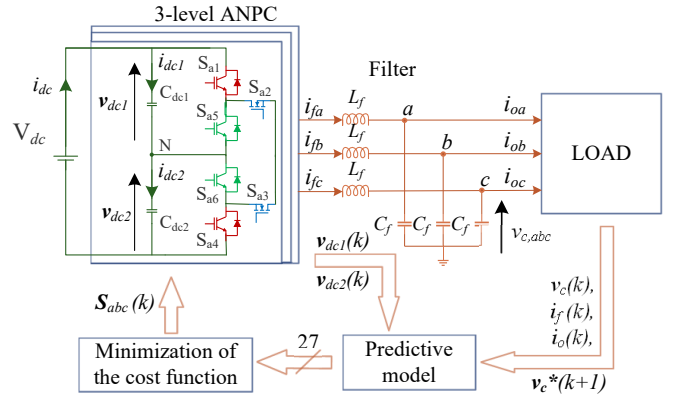 3-level ANPC
i_dc
V_dc
v_dc1
i_dc1
C_dc1
S_a1
S_a2
S_a5
N
v_dc2
i_dc2
C_dc2
S_a6
S_a3
S_a4
Filter
i_fa
L_f
a
i_oa
i_fb
L_f
b
i_ob
i_fc
L_f
c
i_oc
LOAD
C_f
C_f
C_f
v_c,abc
v_dc1(k)
v_dc2(k)
S_abc(k)
v_c(k),
i_f(k),
i_o(k),
v_c*(k+1)
27
Minimization of
the cost function
Predictive
model